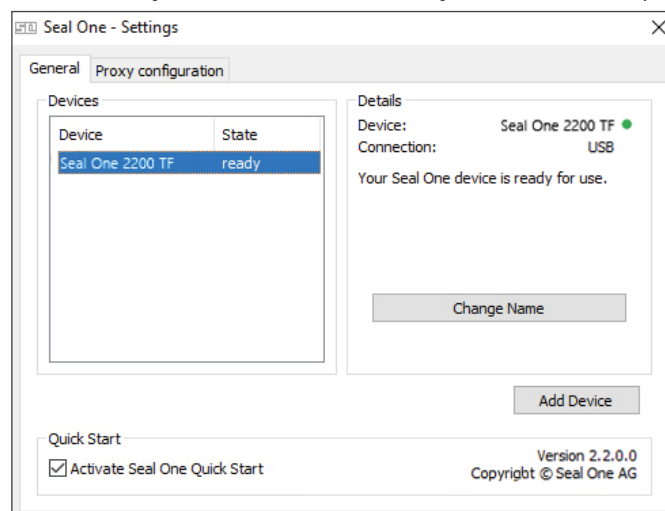 Seal One - Settings
General Proxy configuration
Devices
Device State
Seal One 2200 TF ready
Details
Device: Seal One 2200 TF
Connection: USB
Your Seal One device is ready for use.
Change Name
Add Device
Quick Start
Activate Seal One Quick Start
Version 2.2.0.0
Copyright © Seal One AG